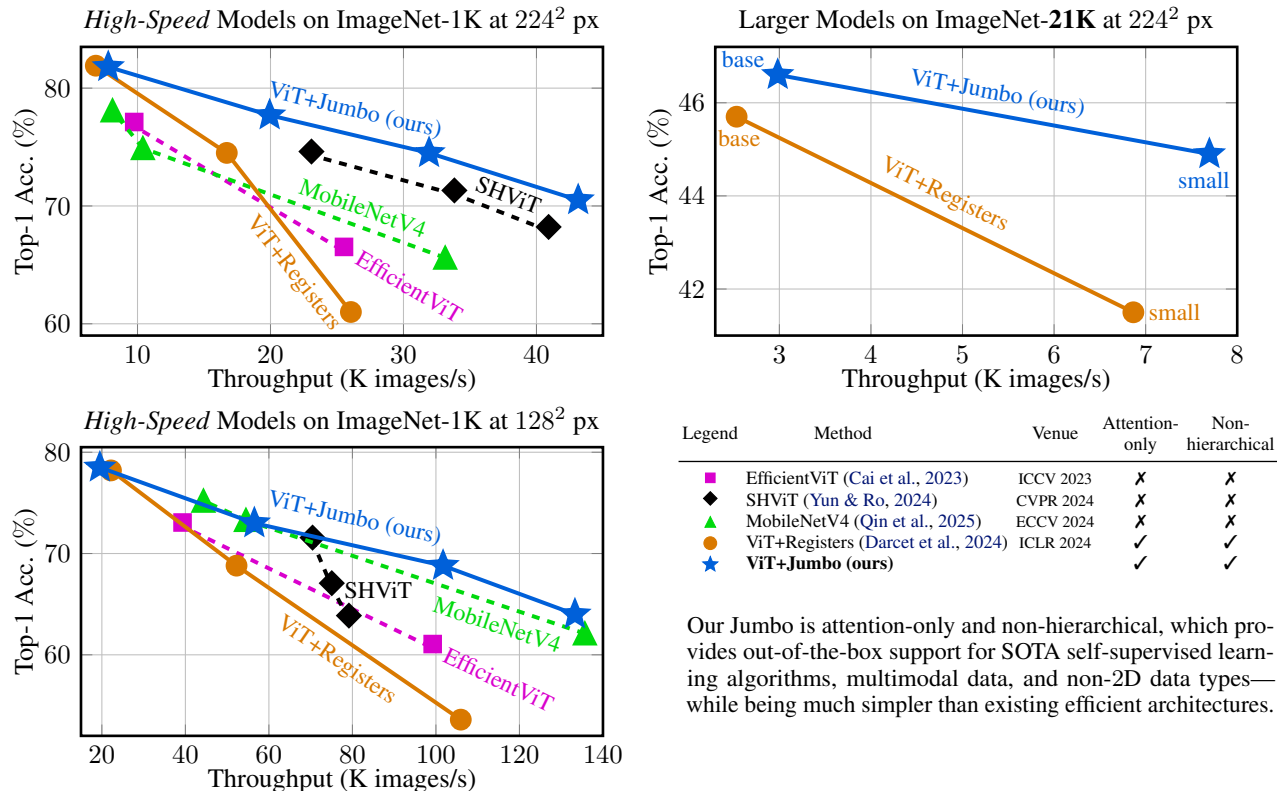 High-Speed Models on ImageNet-1K at 224² px
Top-1 Acc. (%)
80
70
60
ViT+Jumbo (ours)
SHViT
MobileNetV4
ViT+Registers
EfficientViT
10 20 30 40
Throughput (K images/s)
Larger Models on ImageNet-21K at 224² px
Top-1 Acc. (%)
46
44
42
base
ViT+Jumbo (ours)
base
small
ViT+Registers
small
3 4 5 6 7 8
Throughput (K images/s)
High-Speed Models on ImageNet-1K at 128² px
Top-1 Acc. (%)
80
70
60
ViT+Jumbo (ours)
SHViT
MobileNetV4
ViT+Registers
EfficientViT
20 40 60 80 100 120 140
Throughput (K images/s)
Legend Method Venue Attention-only Non-hierarchical
EfficientViT (Cai et al., 2023) ICCV 2023 ✗ ✗
SHViT (Yun & Ro, 2024) CVPR 2024 ✗ ✗
MobileNetV4 (Qin et al., 2025) ECCV 2024 ✗ ✗
ViT+Registers (Darcet et al., 2024) ICLR 2024 ✓ ✓
ViT+Jumbo (ours) ✓ ✓
Our Jumbo is attention-only and non-hierarchical, which pro-
vides out-of-the-box support for SOTA self-supervised learn-
ing algorithms, multimodal data, and non-2D data types—
while being much simpler than existing efficient architectures.